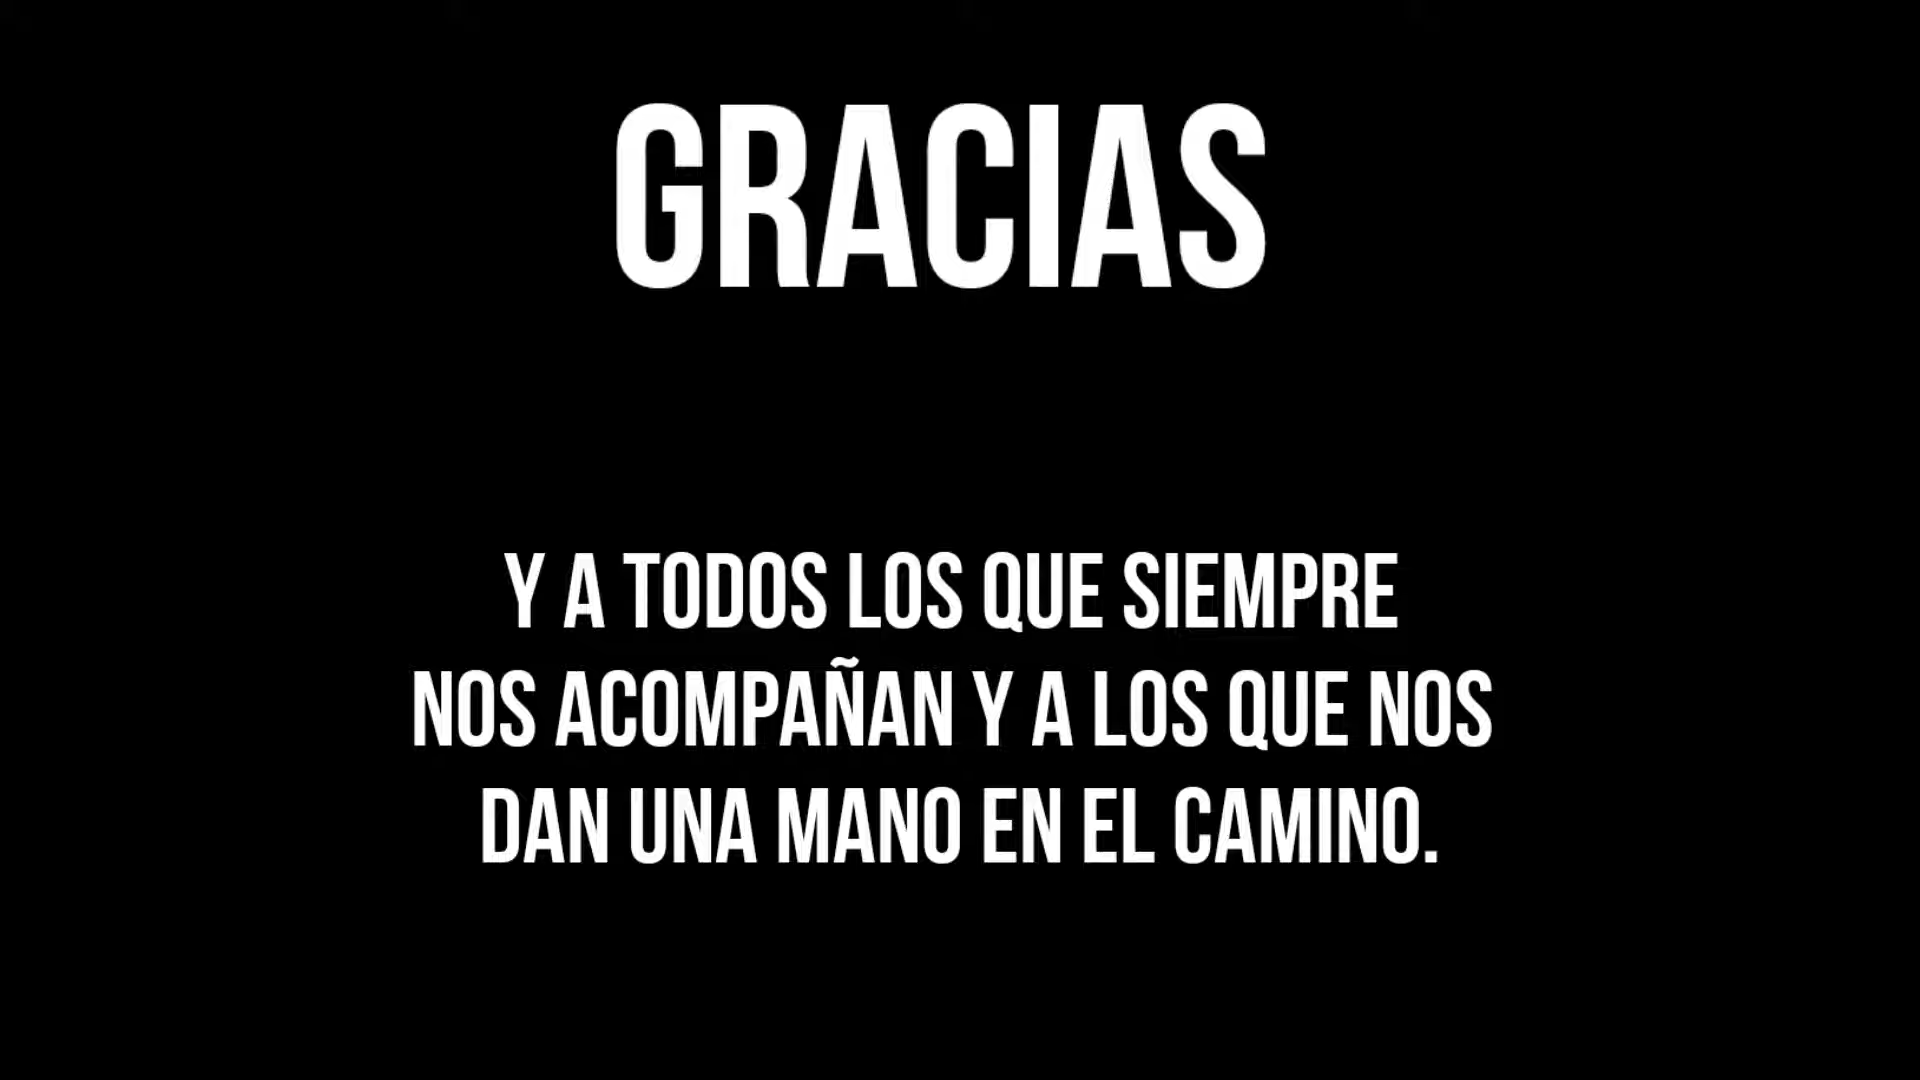 GRACIAS
Y A TODOS LOS QUE SIEMPRE
NOS ACOMPAÑAN Y A LOS QUE NOS
DAN UNA MANO EN EL CAMINO.